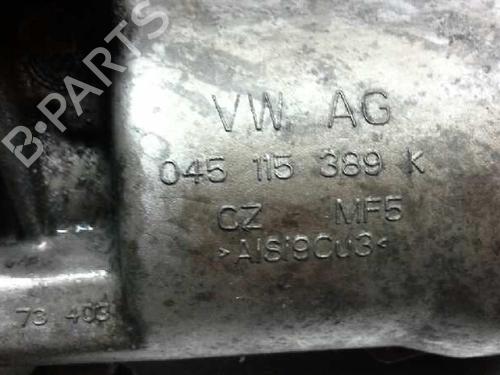 B-PARTS
VW AG
045 115 389 K
CZ MF5
>AlSi9Cu3<
73 403